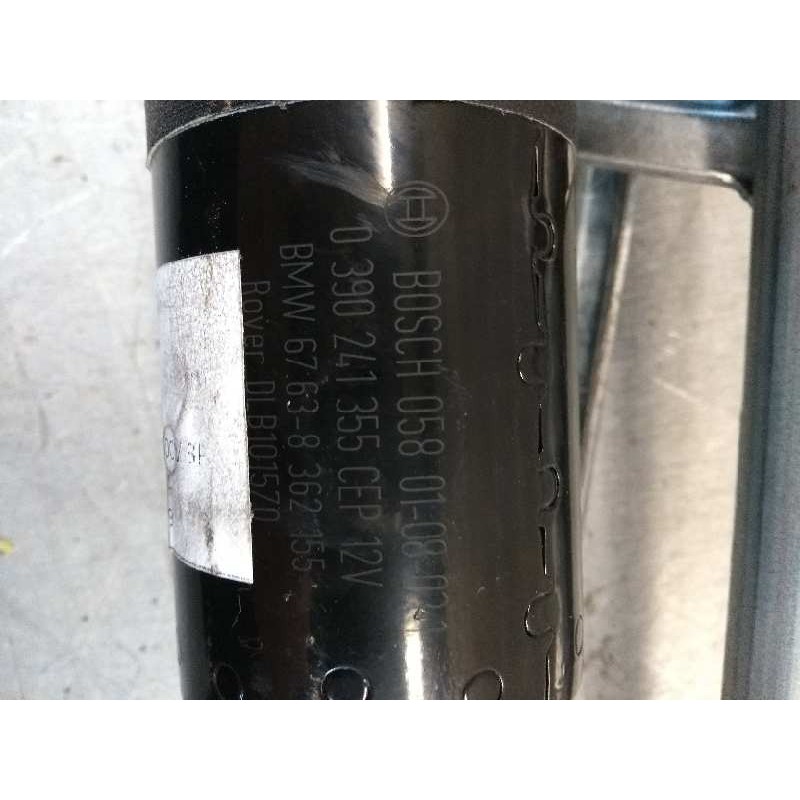 BOSCH 058 01-08
0 390 241 355 CEP 12V
BMW 67.63-8 362 155
Rover DLB101570